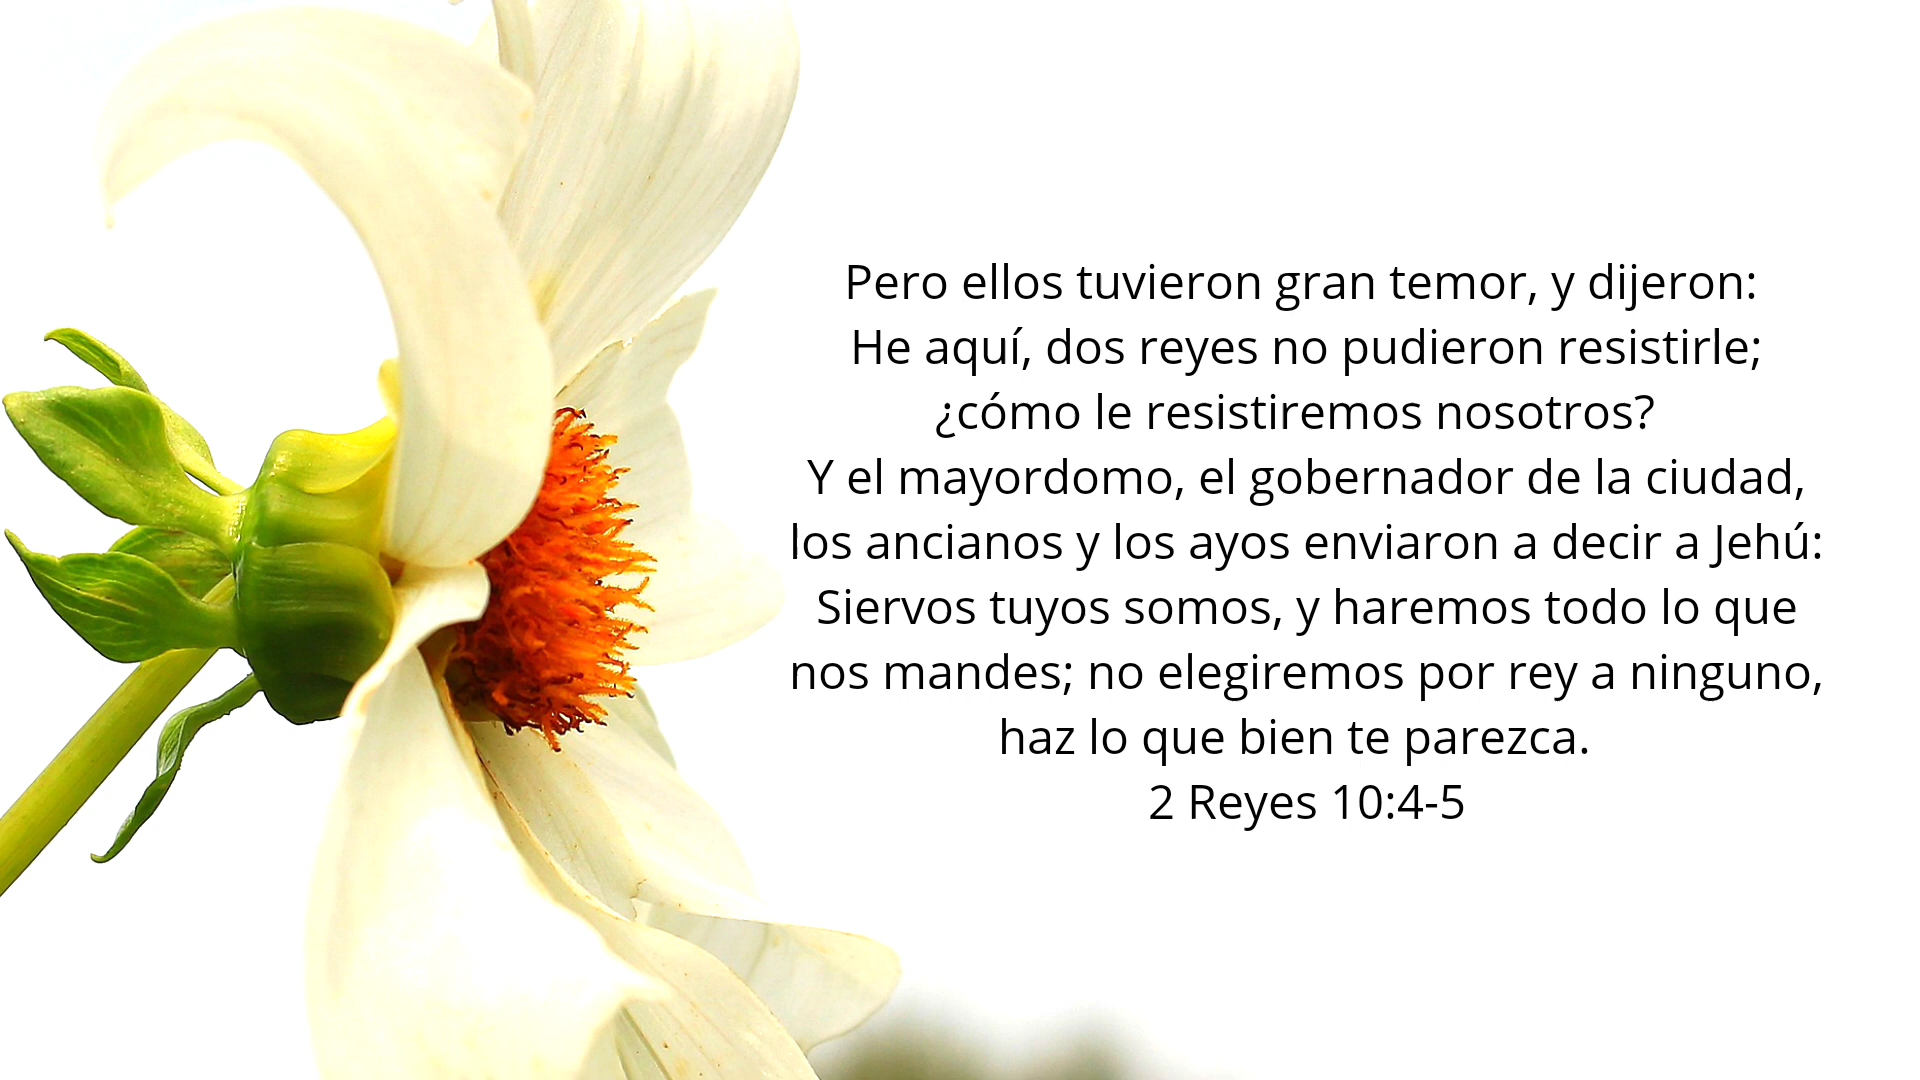 Pero ellos tuvieron gran temor, y dijeron:
He aquí, dos reyes no pudieron resistirle;
¿cómo le resistiremos nosotros?
Y el mayordomo, el gobernador de la ciudad,
los ancianos y los ayos enviaron a decir a Jehú:
Siervos tuyos somos, y haremos todo lo que
nos mandes; no elegiremos por rey a ninguno,
haz lo que bien te parezca.
2 Reyes 10:4-5